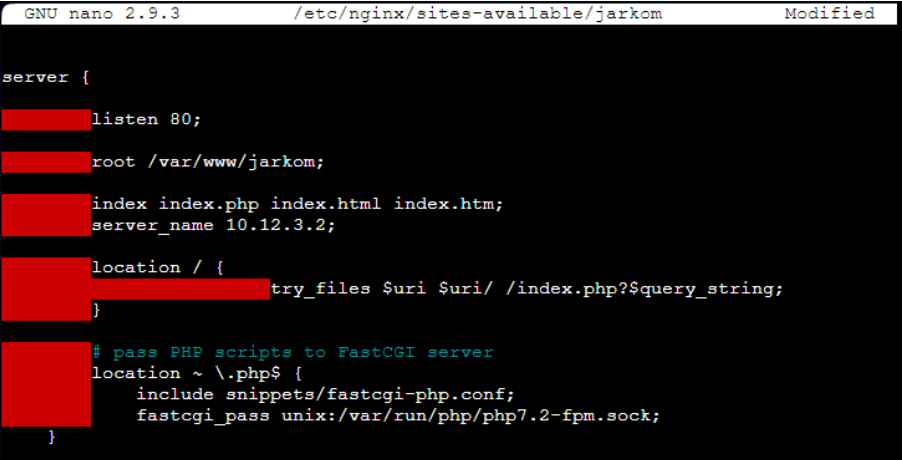 GNU nano 2.9.3 /etc/nginx/sites-available/jarkom Modified
server {
listen 80;
root /var/www/jarkom;
index index.php index.html index.htm;
server_name 10.12.3.2;
location / {
try_files $uri $uri/ /index.php?$query_string;
}
# pass PHP scripts to FastCGI server
location ~ \.php$ {
include snippets/fastcgi-php.conf;
fastcgi_pass unix:/var/run/php/php7.2-fpm.sock;
}